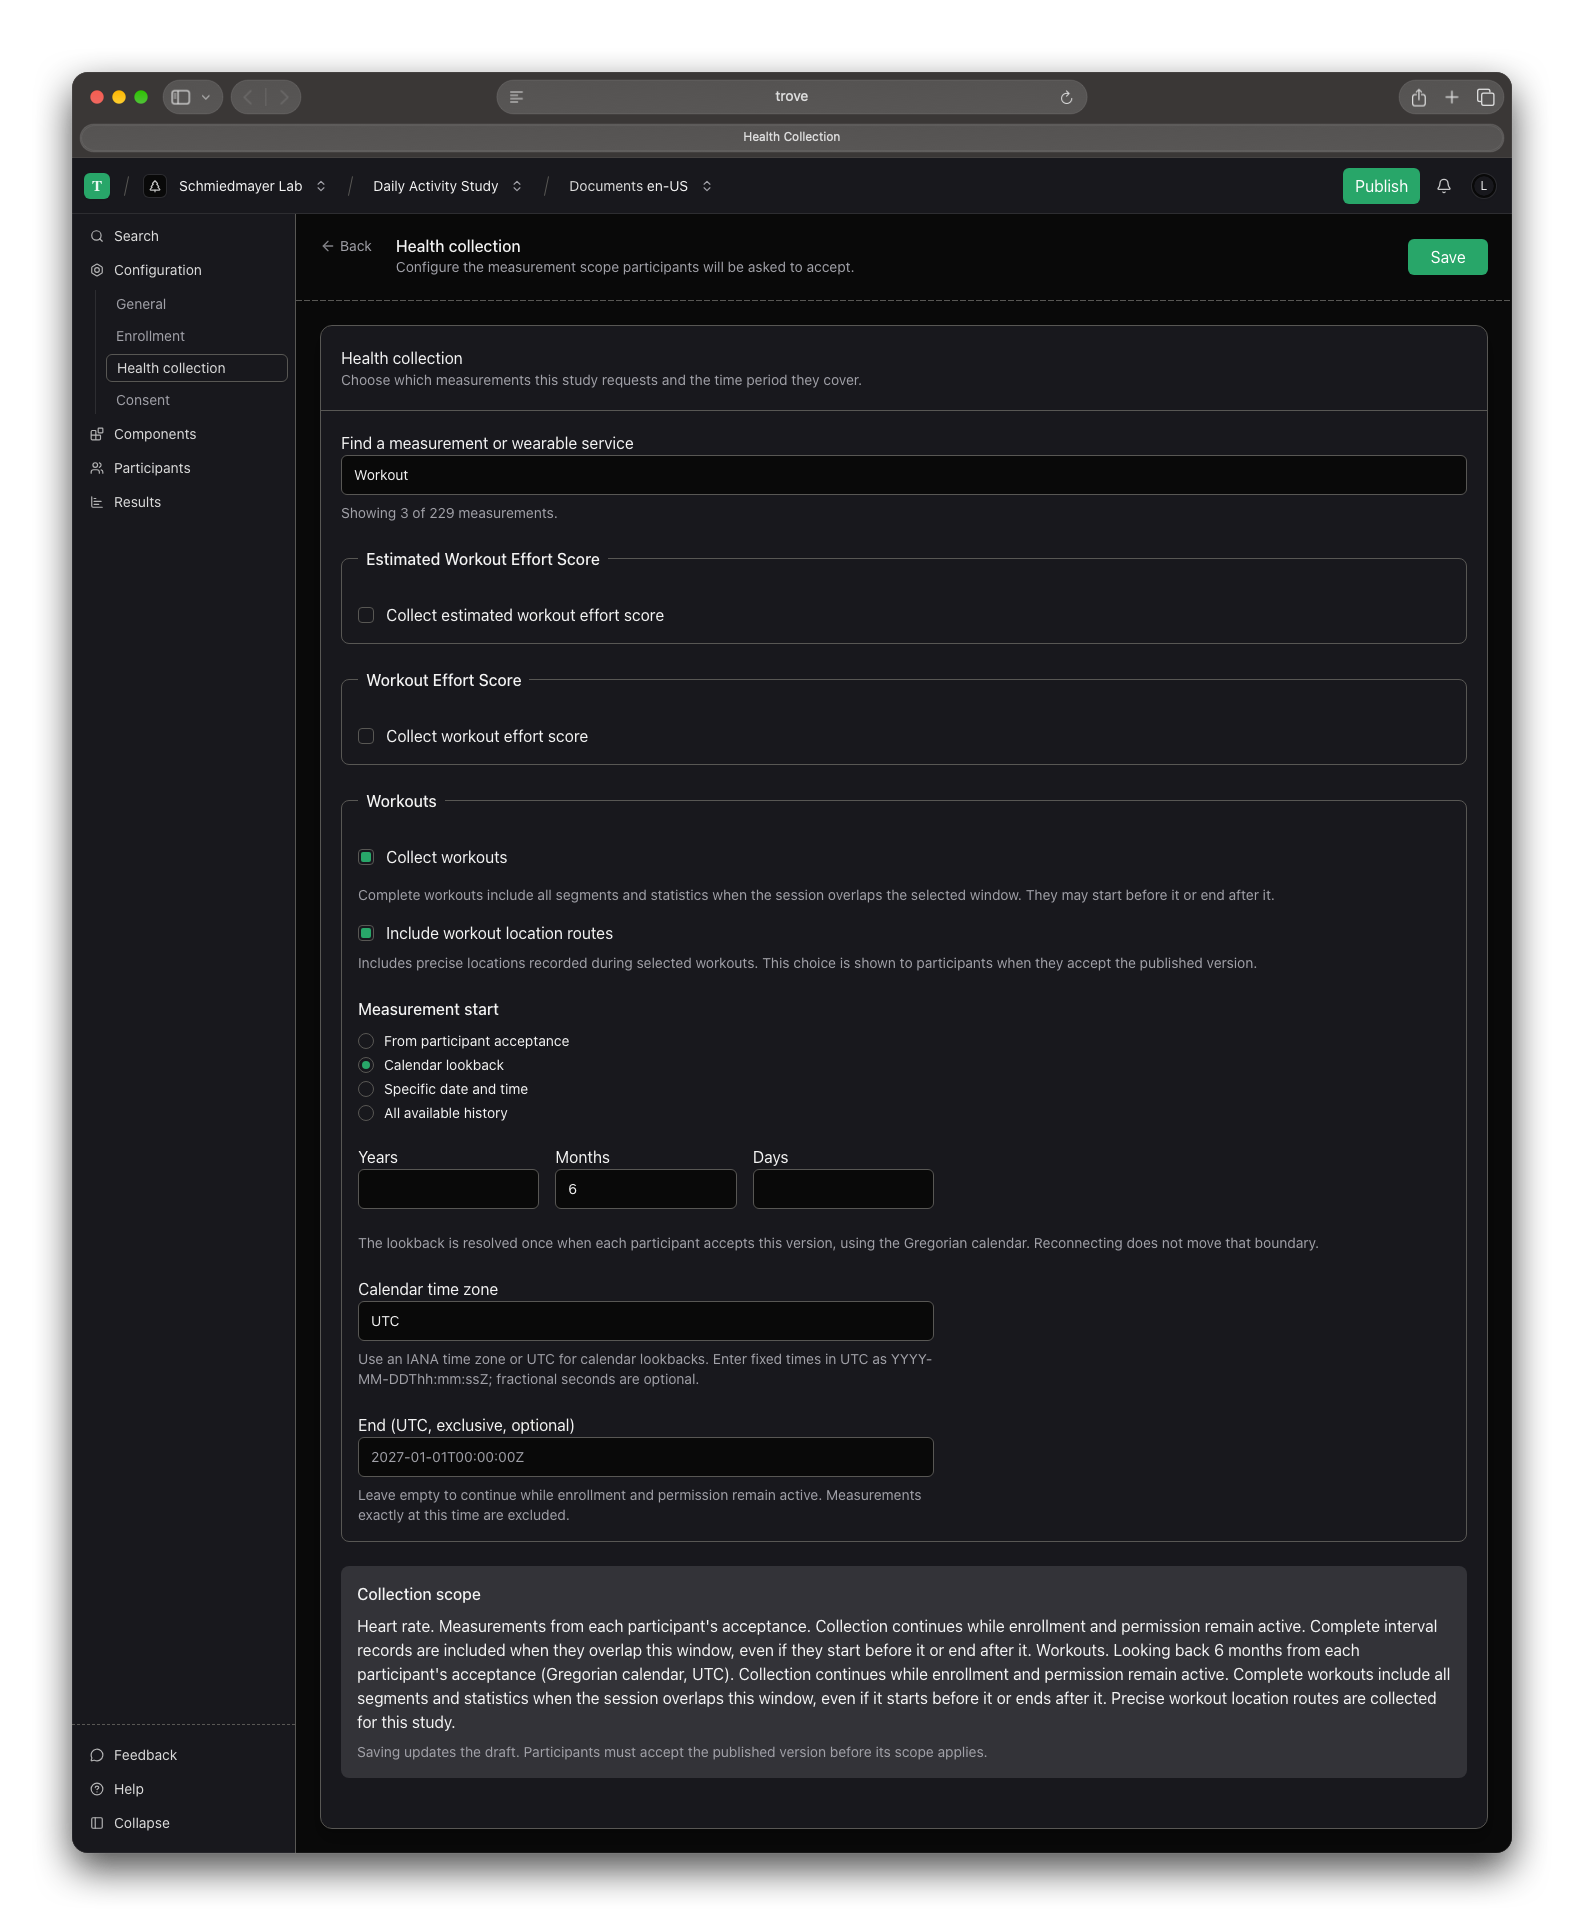 trove
Health Collection
T / Schmiedmayer Lab / Daily Activity Study / Documents en-US
Publish
L
Search
Configuration
General
Enrollment
Health collection
Consent
Components
Participants
Results
Feedback
Help
Collapse
Back
Health collection
Configure the measurement scope participants will be asked to accept.
Save
Health collection
Choose which measurements this study requests and the time period they cover.
Find a measurement or wearable service
Workout
Showing 3 of 229 measurements.
Estimated Workout Effort Score
Collect estimated workout effort score
Workout Effort Score
Collect workout effort score
Workouts
Collect workouts
Complete workouts include all segments and statistics when the session overlaps the selected window. They may start before it or end after it.
Include workout location routes
Includes precise locations recorded during selected workouts. This choice is shown to participants when they accept the published version.
Measurement start
From participant acceptance
Calendar lookback
Specific date and time
All available history
Years Months Days
6
The lookback is resolved once when each participant accepts this version, using the Gregorian calendar. Reconnecting does not move that boundary.
Calendar time zone
UTC
Use an IANA time zone or UTC for calendar lookbacks. Enter fixed times in UTC as YYYY-
MM-DDThh:mm:ssZ; fractional seconds are optional.
End (UTC, exclusive, optional)
2027-01-01T00:00:00Z
Leave empty to continue while enrollment and permission remain active. Measurements
exactly at this time are excluded.
Collection scope
Heart rate. Measurements from each participant's acceptance. Collection continues while enrollment and permission remain active. Complete interval
records are included when they overlap this window, even if they start before it or end after it. Workouts. Looking back 6 months from each
participant's acceptance (Gregorian calendar, UTC). Collection continues while enrollment and permission remain active. Complete workouts include all
segments and statistics when the session overlaps this window, even if it starts before it or ends after it. Precise workout location routes are collected
for this study.
Saving updates the draft. Participants must accept the published version before its scope applies.